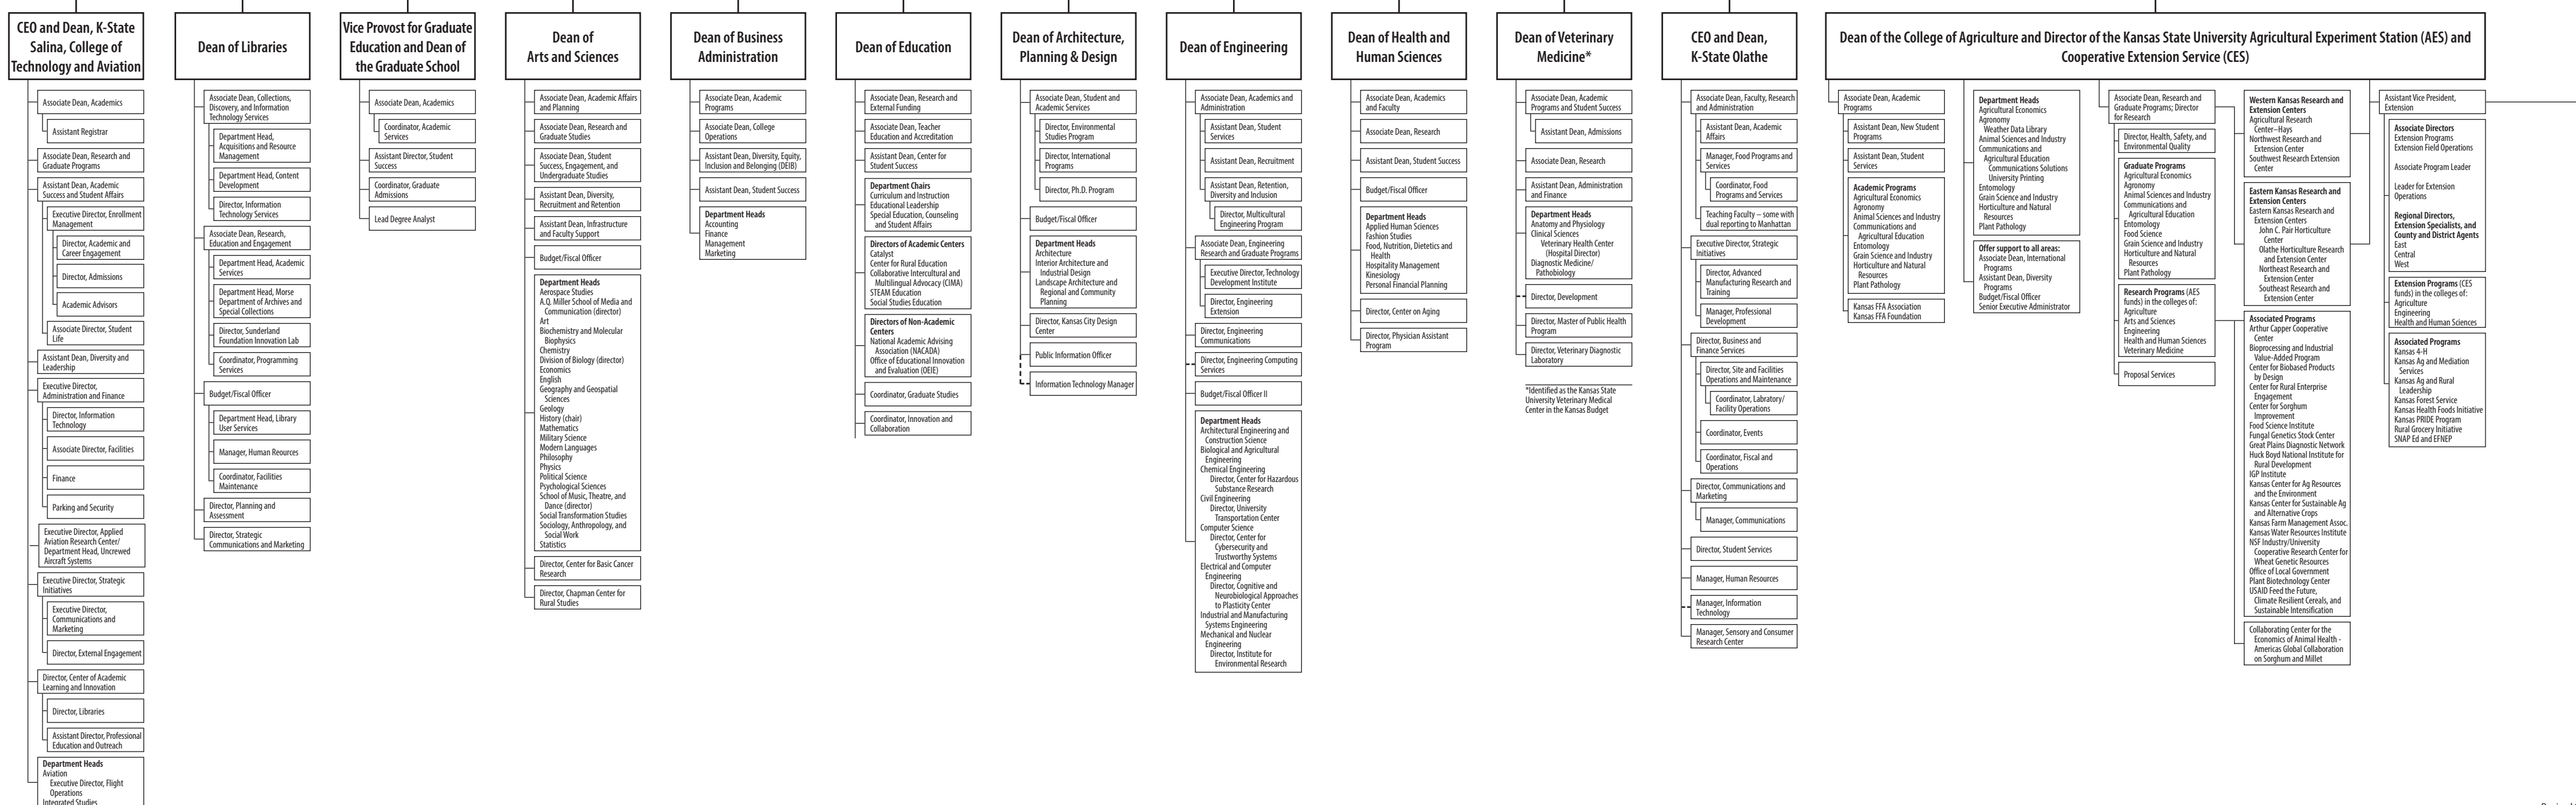 CEO and Dean, K-State
Salina, College of
Technology and Aviation
Associate Dean, Academics
Assistant Registrar
Associate Dean, Research and
Graduate Programs
Assistant Dean, Academic
Success and Student Affairs
Executive Director, Enrollment
Management
Director, Academic and
Career Engagement
Director, Admissions
Academic Advisors
Associate Director, Student
Life
Assistant Dean, Diversity and
Leadership
Executive Director,
Administration and Finance
Director, Information
Technology
Associate Director, Facilities
Finance
Parking and Security
Executive Director, Applied
Aviation Research Center/
Department Head, Uncrewed
Aircraft Systems
Executive Director, Strategic
Initiatives
Executive Director,
Communications and
Marketing
Director, External Engagement
Director, Center of Academic
Learning and Innovation
Director, Libraries
Assistant Director, Professional
Education and Outreach
Department Heads
Aviation
Executive Director, Flight
Operations
Integrated Studies
Dean of Libraries
Associate Dean, Collections,
Discovery, and Information
Technology Services
Department Head,
Acquisitions and Resource
Management
Department Head, Content
Development
Director, Information
Technology Services
Associate Dean, Research,
Education and Engagement
Department Head, Academic
Services
Department Head, Morse
Department of Archives and
Special Collections
Director, Sunderland
Foundation Innovation Lab
Coordinator, Programming
Services
Budget/Fiscal Officer
Department Head, Library
User Services
Manager, Human Reources
Coordinator, Facilities
Maintenance
Director, Planning and
Assessment
Director, Strategic
Communications and Marketing
Vice Provost for Graduate
Education and Dean of
the Graduate School
Associate Dean, Academics
Coordinator, Academic
Services
Assistant Director, Student
Success
Coordinator, Graduate
Admissions
Lead Degree Analyst
Dean of
Arts and Sciences
Associate Dean, Academic Affairs
and Planning
Associate Dean, Research and
Graduate Studies
Associate Dean, Student
Success, Engagement, and
Undergraduate Studies
Assistant Dean, Diversity,
Recruitment and Retention
Assistant Dean, Infrastructure
and Faculty Support
Budget/Fiscal Officer
Department Heads
Aerospace Studies
A.Q. Miller School of Media and
Communication (director)
Art
Biochemistry and Molecular
Biophysics
Chemistry
Division of Biology (director)
Economics
English
Geography and Geospatial
Sciences
Geology
History (chair)
Mathematics
Military Science
Modern Languages
Philosophy
Physics
Political Science
Psychological Sciences
School of Music, Theatre, and
Dance (director)
Social Transformation Studies
Sociology, Anthropology, and
Social Work
Statistics
Director, Center for Basic Cancer
Research
Director, Chapman Center for
Rural Studies
Dean of Business
Administration
Associate Dean, Academic
Programs
Associate Dean, College
Operations
Assistant Dean, Diversity, Equity,
Inclusion and Belonging (DEIB)
Assistant Dean, Student Success
Department Heads
Accounting
Finance
Management
Marketing
Dean of Education
Associate Dean, Research and
External Funding
Associate Dean, Teacher
Education and Accreditation
Assistant Dean, Center for
Student Success
Department Chairs
Curriculum and Instruction
Educational Leadership
Special Education, Counseling
and Student Affairs
Directors of Academic Centers
Catalyst
Center for Rural Education
Collaborative Intercultural and
Multilingual Advocacy (CIMA)
STEAM Education
Social Studies Education
Directors of Non-Academic
Centers
National Academic Advising
Association (NACADA)
Office of Educational Innovation
and Evaluation (OEIE)
Coordinator, Graduate Studies
Coordinator, Innovation and
Collaboration
Dean of Architecture,
Planning & Design
Associate Dean, Student and
Academic Services
Director, Environmental
Studies Program
Director, International
Programs
Director, Ph.D. Program
Budget/Fiscal Officer
Department Heads
Architecture
Interior Architecture and
Industrial Design
Landscape Architecture and
Regional and Community
Planning
Director, Kansas City Design
Center
Public Information Officer
Information Technology Manager
Dean of Engineering
Associate Dean, Academics and
Administration
Assistant Dean, Student
Services
Assistant Dean, Recruitment
Assistant Dean, Retention,
Diversity and Inclusion
Director, Multicultural
Engineering Program
Associate Dean, Engineering
Research and Graduate Programs
Executive Director, Technology
Development Institute
Director, Engineering
Extension
Director, Engineering
Communications
Director, Engineering Computing
Services
Budget/Fiscal Officer II
Department Heads
Architectural Engineering and
Construction Science
Biological and Agricultural
Engineering
Chemical Engineering
Director, Center for Hazardous
Substance Research
Civil Engineering
Director, University
Transportation Center
Computer Science
Director, Center for
Cybersecurity and
Trustworthy Systems
Electrical and Computer
Engineering
Director, Cognitive and
Neurobiological Approaches
to Plasticity Center
Industrial and Manufacturing
Systems Engineering
Mechanical and Nuclear
Engineering
Director, Institute for
Environmental Research
Dean of Health and
Human Sciences
Associate Dean, Academics
and Faculty
Associate Dean, Research
Assistant Dean, Student Success
Budget/Fiscal Officer
Department Heads
Applied Human Sciences
Fashion Studies
Food, Nutrition, Dietetics and
Health
Hospitality Management
Kinesiology
Personal Financial Planning
Director, Center on Aging
Director, Physician Assistant
Program
Dean of Veterinary
Medicine*
Associate Dean, Academic
Programs and Student Success
Assistant Dean, Admissions
Associate Dean, Research
Assistant Dean, Administration
and Finance
Department Heads
Anatomy and Physiology
Clinical Sciences
Veterinary Health Center
(Hospital Director)
Diagnostic Medicine/
Pathobiology
Director, Development
Director, Master of Public Health
Program
Director, Veterinary Diagnostic
Laboratory
*Identified as the Kansas State
University Veterinary Medical
Center in the Kansas Budget
CEO and Dean,
K-State Olathe
Associate Dean, Faculty, Research
and Administration
Assistant Dean, Academic
Affairs
Manager, Food Programs and
Services
Coordinator, Food
Programs and Services
Teaching Faculty – some with
dual reporting to Manhattan
Executive Director, Strategic
Initiatives
Director, Advanced
Manufacturing Research and
Training
Manager, Professional
Development
Director, Business and
Finance Services
Director, Site and Facilities
Operations and Maintenance
Coordinator, Labratory/
Facility Operations
Coordinator, Events
Coordinator, Fiscal and
Operations
Director, Communications and
Marketing
Manager, Communications
Director, Student Services
Manager, Human Resources
Manager, Information
Technology
Manager, Sensory and Consumer
Research Center
Dean of the College of Agriculture and Director of the Kansas State University Agricultural Experiment Station (AES) and
Cooperative Extension Service (CES)
Associate Dean, Academic
Programs
Assistant Dean, New Student
Programs
Assistant Dean, Student
Services
Academic Programs
Agricultural Economics
Agronomy
Animal Sciences and Industry
Communications and
Agricultural Education
Entomology
Grain Science and Industry
Horticulture and Natural
Resources
Plant Pathology
Kansas FFA Association
Kansas FFA Foundation
Department Heads
Agricultural Economics
Agronomy
Weather Data Library
Animal Sciences and Industry
Communications and
Agricultural Education
Communications Solutions
University Printing
Entomology
Grain Science and Industry
Horticulture and Natural
Resources
Plant Pathology
Offer support to all areas:
Associate Dean, International
Programs
Assistant Dean, Diversity
Programs
Budget/Fiscal Officer
Senior Executive Administrator
Associate Dean, Research and
Graduate Programs; Director
for Research
Director, Health, Safety, and
Environmental Quality
Graduate Programs
Agricultural Economics
Agronomy
Animal Sciences and Industry
Communications and
Agricultural Education
Entomology
Food Science
Grain Science and Industry
Horticulture and Natural
Resources
Plant Pathology
Research Programs (AES
funds) in the colleges of:
Agriculture
Arts and Sciences
Engineering
Health and Human Sciences
Veterinary Medicine
Proposal Services
Western Kansas Research and
Extension Centers
Agricultural Research
Center–Hays
Northwest Research and
Extension Center
Southwest Research Extension
Center
Eastern Kansas Research and
Extension Centers
Eastern Kansas Research and
Extension Centers
John C. Pair Horticulture
Center
Olathe Horticulture Research
and Extension Center
Northeast Research and
Extension Center
Southeast Research and
Extension Center
Associated Programs
Arthur Capper Cooperative
Center
Bioprocessing and Industrial
Value-Added Program
Center for Biobased Products
by Design
Center for Rural Enterprise
Engagement
Center for Sorghum
Improvement
Food Science Institute
Fungal Genetics Stock Center
Great Plains Diagnostic Network
Huck Boyd National Institute for
Rural Development
IGP Institute
Kansas Center for Ag Resources
and the Environment
Kansas Center for Sustainable Ag
and Alternative Crops
Kansas Farm Management Assoc.
Kansas Water Resources Institute
NSF Industry/University
Cooperative Research Center for
Wheat Genetic Resources
Office of Local Government
Plant Biotechnology Center
USAID Feed the Future,
Climate Resilient Cereals, and
Sustainable Intensification
Collaborating Center for the
Economics of Animal Health -
Americas Global Collaboration
on Sorghum and Millet
Assistant Vice President,
Extension
Associate Directors
Extension Programs
Extension Field Operations
Associate Program Leader
Leader for Extension
Operations
Regional Directors,
Extension Specialists, and
County and District Agents
East
Central
West
Extension Programs (CES
funds) in the colleges of:
Agriculture
Engineering
Health and Human Sciences
Associated Programs
Kansas 4-H
Kansas Ag and Mediation
Services
Kansas Ag and Rural
Leadership
Kansas Forest Service
Kansas Health Foods Initiative
Kansas PRIDE Program
Rural Grocery Initiative
SNAP Ed and EFNEP